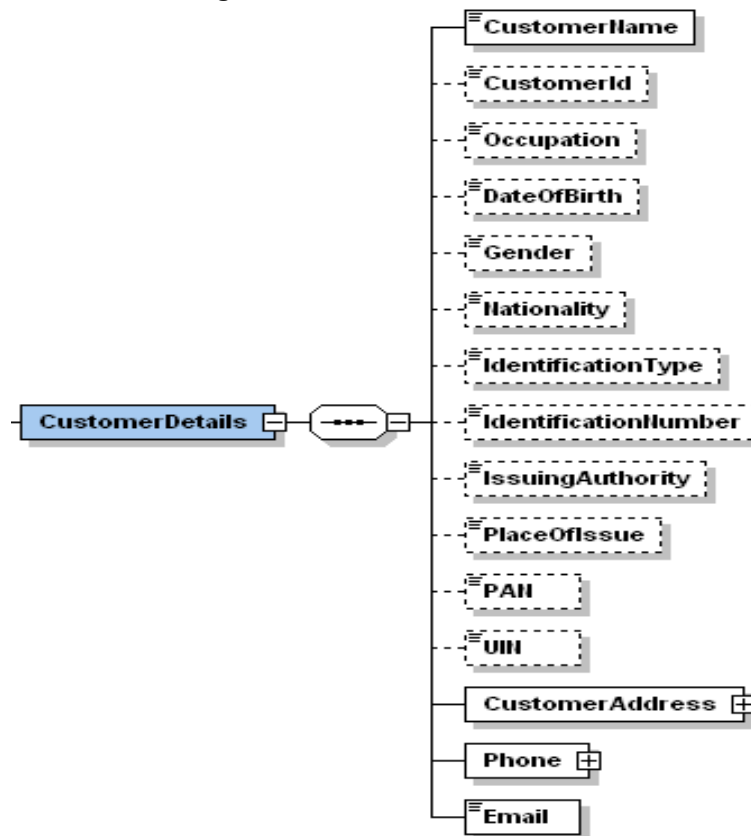 CustomerName
CustomerId
Occupation
DateOfBirth
Gender
Nationality
IdentificationType
CustomerDetails
IdentificationNumber
IssuingAuthority
PlaceOfIssue
PAN
UIN
CustomerAddress
Phone
Email